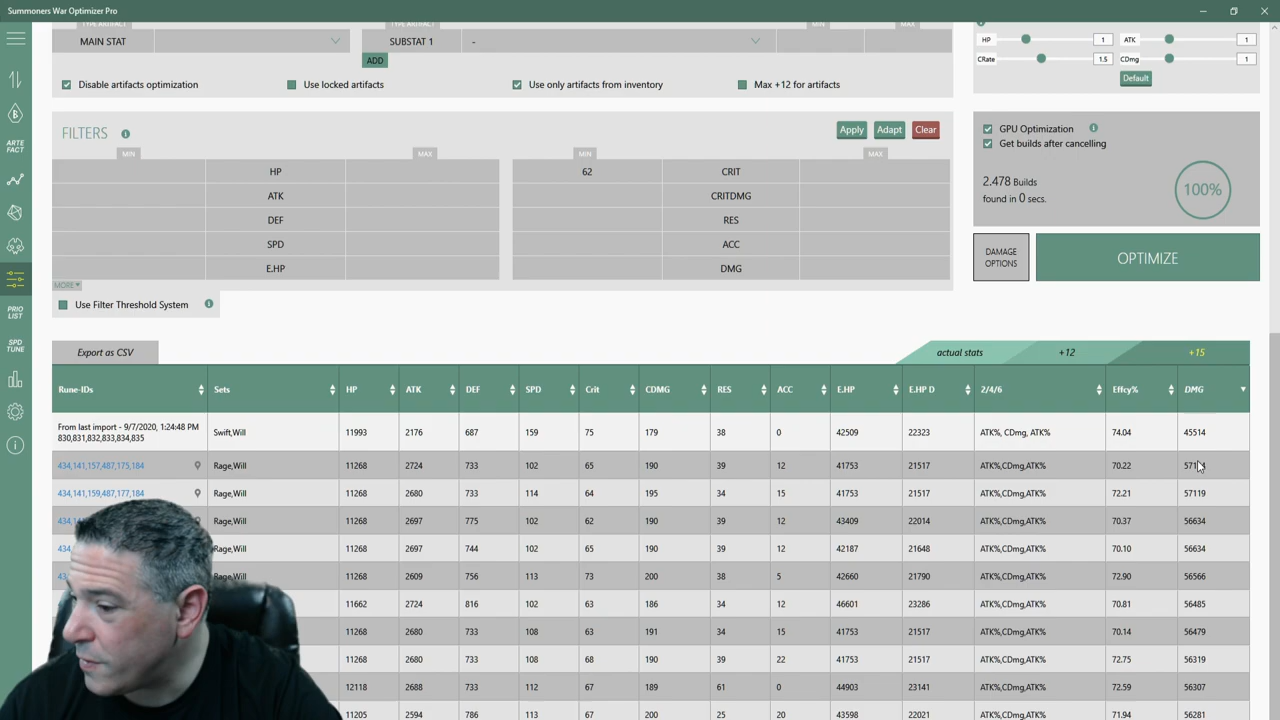 Summoners War Optimizer Pro
MAIN STAT
SUBSTAT 1
-
ADD
Disable artifacts optimization
Use locked artifacts
Use only artifacts from inventory
Max +12 for artifacts
HP 1 ATK 1
CRate 1.5 CDmg 1
Default
ARTE
FACT
PRIO
LIST
SPD
TUNE
FILTERS
Apply Adapt Clear
MIN MAX MIN MAX
HP 62 CRIT
ATK CRITDMG
DEF RES
SPD ACC
E.HP DMG
MORE
Use Filter Threshold System
GPU Optimization
Get builds after cancelling
2.478 Builds
found in 0 secs.
100%
DAMAGE
OPTIONS
OPTIMIZE
Export as CSV
actual stats +12 +15
Rune-IDs Sets HP ATK DEF SPD Crit CDMG RES ACC E.HP E.HP D 2/4/6 Effcy% DMG
From last import - 9/7/2020, 1:24:48 PM
830,831,832,833,834,835 Swift,Will 11993 2176 687 159 75 179 38 0 42509 22323 ATK%, CDmg, ATK% 74.04 45514
434,141,157,487,175,184 Rage,Will 11268 2724 733 102 65 190 39 12 41753 21517 ATK%,CDmg,ATK% 70.22
434,141,159,487,177,184 Rage,Will 11268 2680 733 114 64 195 41 15 41753 21517 ATK%,CDmg,ATK% 72.21 57119
Rage,Will 11268 2697 775 102 62 190 39 12 43409 22014 ATK%,CDmg,ATK% 70.37 56634
Rage,Will 11268 2697 744 102 65 190 39 12 42187 21648 ATK%,CDmg,ATK% 70.10 56634
Rage,Will 11268 2609 756 113 73 200 38 5 42660 21790 ATK%,CDmg,ATK% 72.90 56566
11662 2724 816 102 63 186 34 12 46601 23286 ATK%,CDmg,ATK% 70.81 56485
11268 2680 733 108 63 191 41 15 41753 21517 ATK%,CDmg,ATK% 70.14 56479
11268 2680 733 108 68 190 39 22 41753 21517 ATK%,CDmg,ATK% 72.75 56319
12118 2688 733 112 67 189 61 0 44903 23141 ATK%,CDmg,ATK% 72.59 56307
11205 2594 788 113 67 200 25 20 43598 22021 ATK%,CDmg,ATK% 71.94 56281